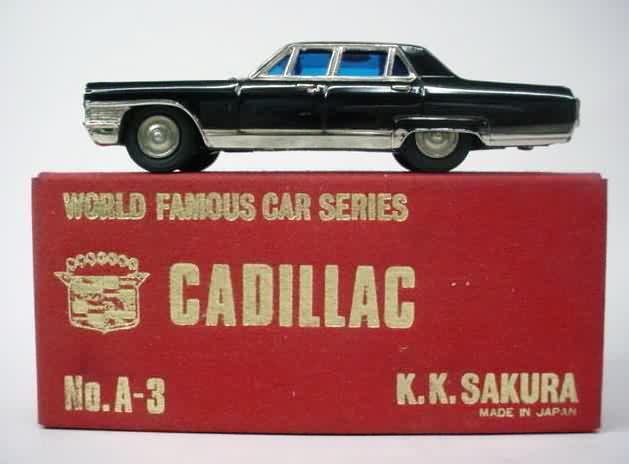 WORLD FAMOUS CAR SERIES
CADILLAC
No. A-3
K.K. SAKURA
MADE IN JAPAN